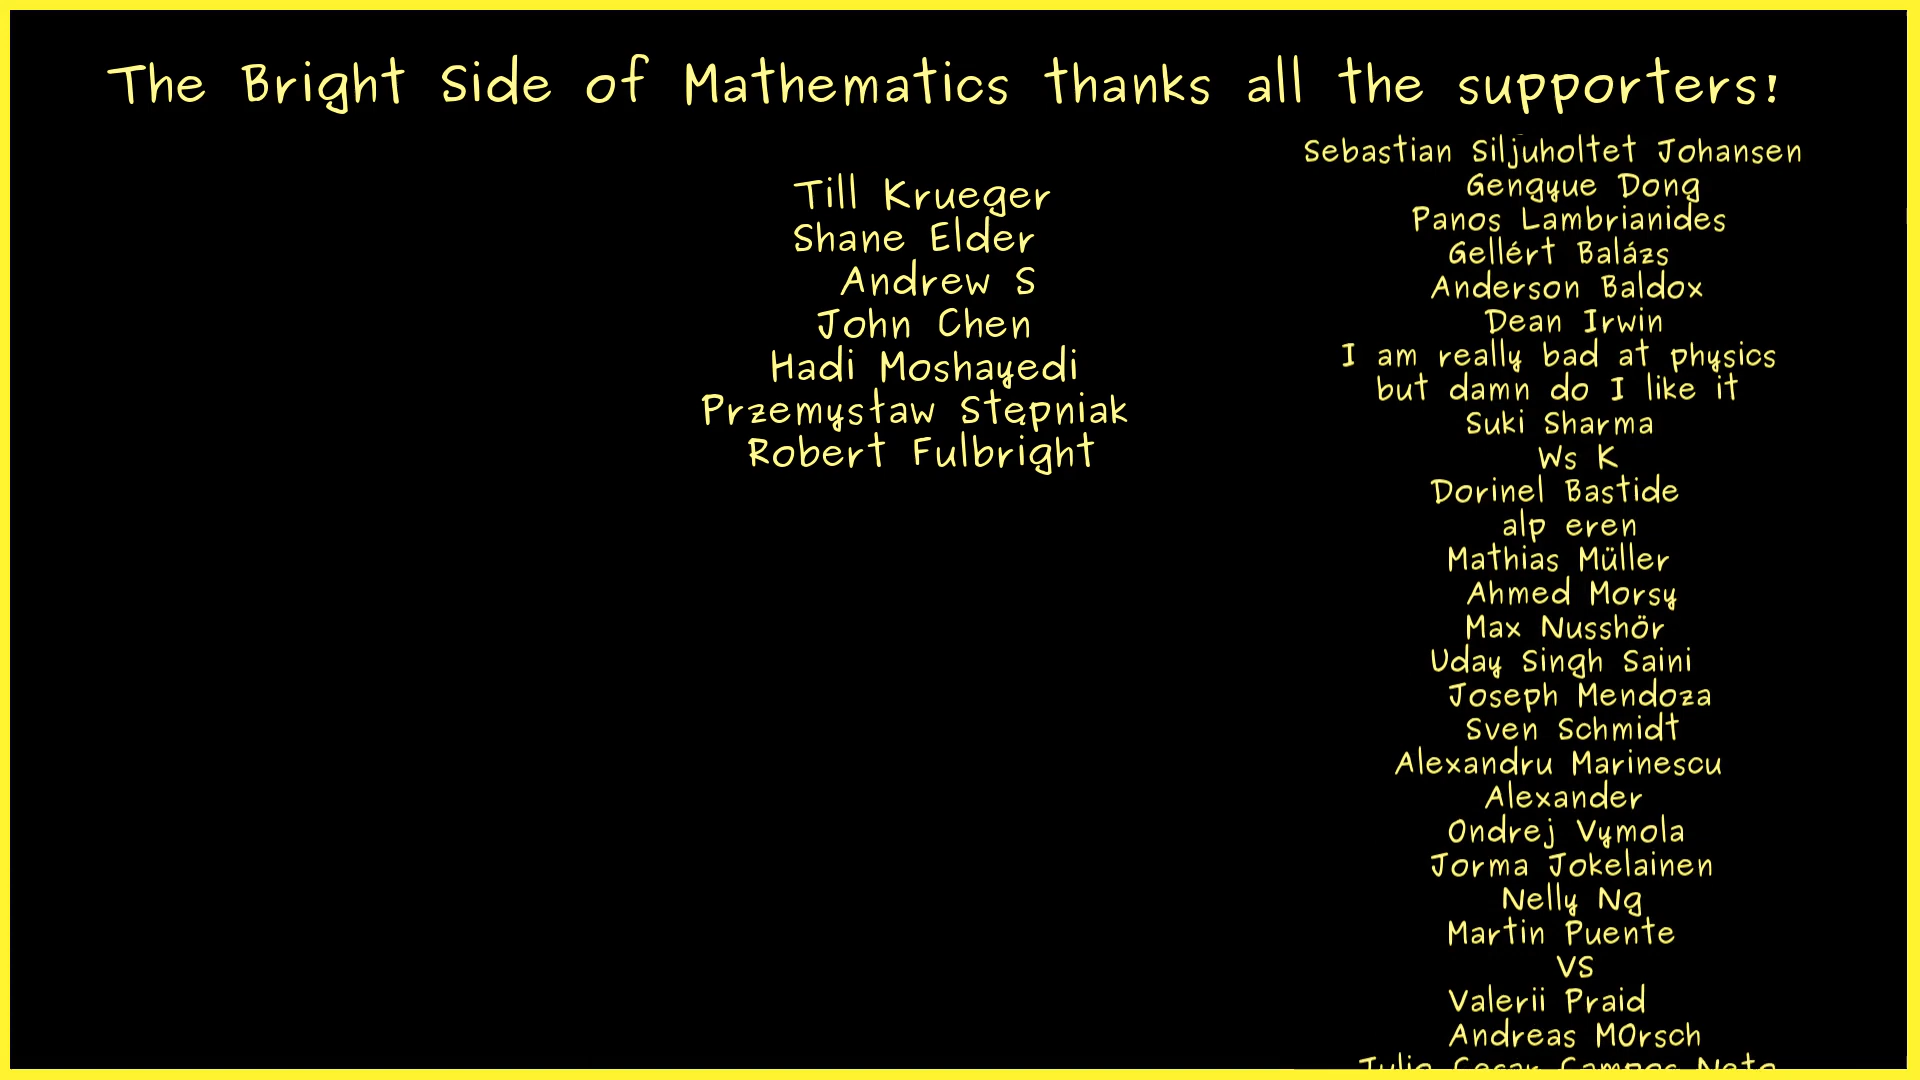 The Bright Side of Mathematics thanks all the supporters!
Till Krueger
Shane Elder
Andrew S
John Chen
Hadi Moshayedi
Przemysław Stępniak
Robert Fulbright
Sebastian Siljuholtet Johansen
Gengyue Dong
Panos Lambrianides
Gellért Balázs
Anderson Baldox
Dean Irwin
I am really bad at physics
but damn do I like it
Suki Sharma
Ws K
Dorinel Bastide
alp eren
Mathias Müller
Ahmed Morsy
Max Nusshör
Uday Singh Saini
Joseph Mendoza
Sven Schmidt
Alexandru Marinescu
Alexander
Ondrej Vymola
Jorma Jokelainen
Nelly Ng
Martin Puente
VS
Valerii Praid
Andreas MOrsch
Julio Cesar Campos Neto